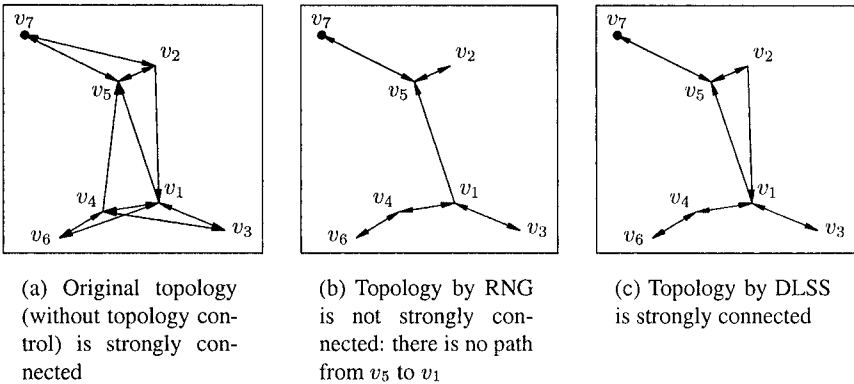 v7
v2
v5
v4
v1
v6
v3
(a) Original topology
(without topology con-
trol) is strongly con-
nected
v7
v2
v5
v4
v1
v6
v3
(b) Topology by RNG
is not strongly con-
nected: there is no path
from v5 to v1
v7
v2
v5
v4
v1
v6
v3
(c) Topology by DLSS
is strongly connected